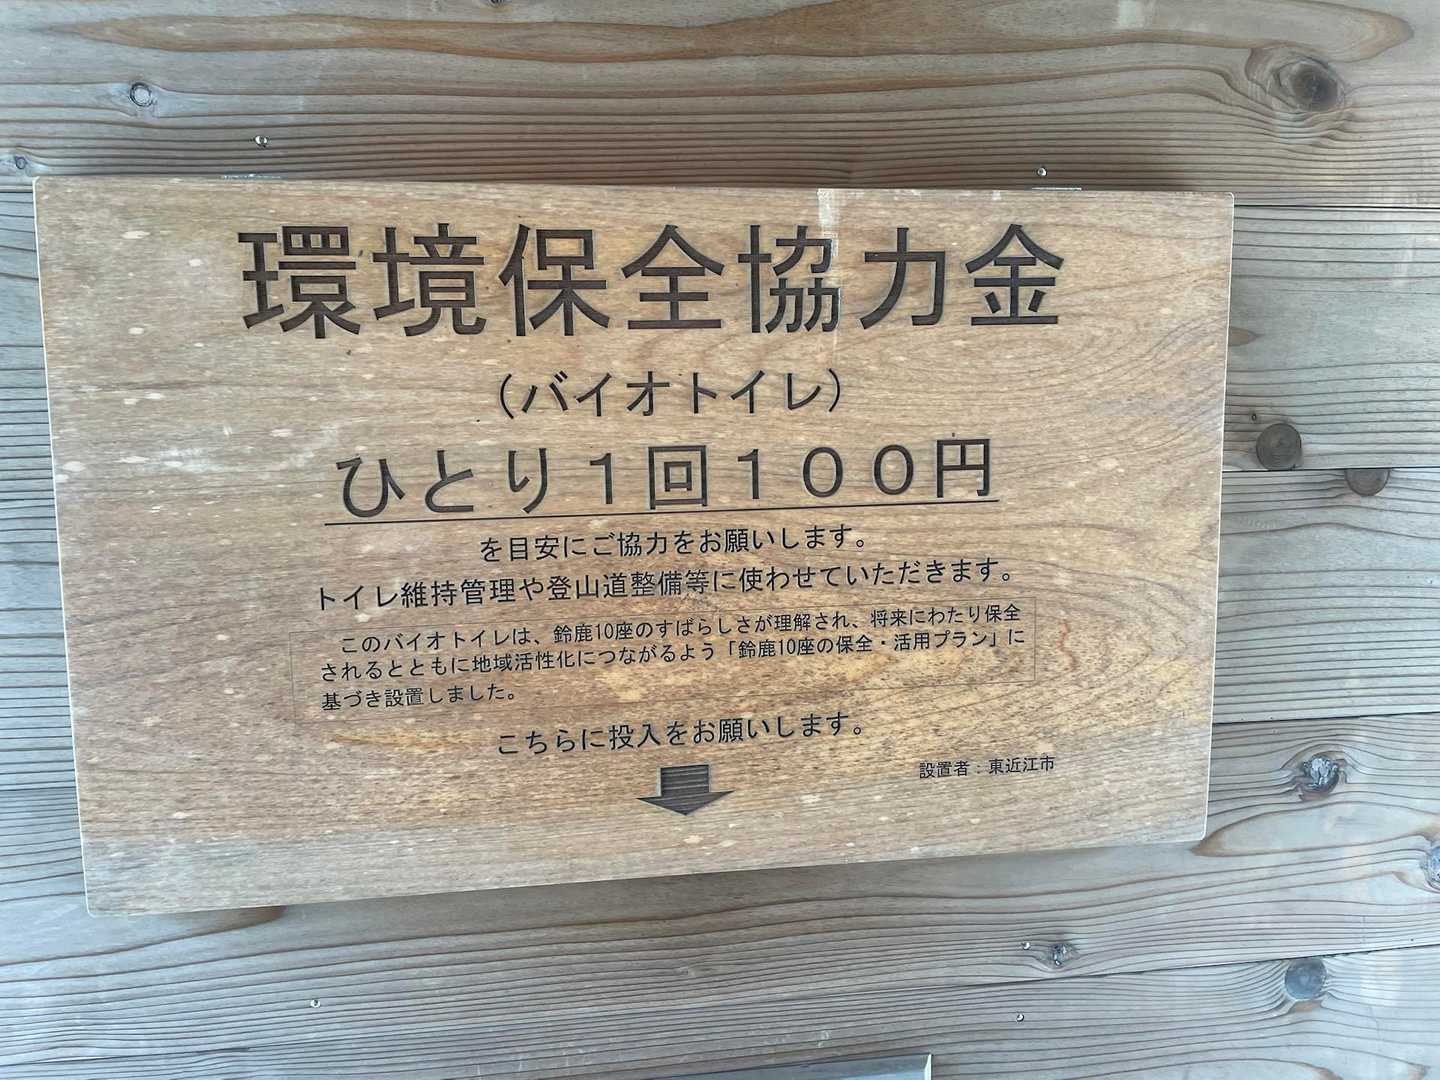 環境保全協力金
（バイオトイレ）
ひとり１回１００円
を目安にご協力をお願いします。
トイレ維持管理や登山道整備等に使わせていただきます。
このバイオトイレは、鈴鹿10座のすばらしさが理解され、将来にわたり保全
されるとともに地域活性化につながるよう「鈴鹿10座の保全・活用プラン」に
基づき設置しました。
こちらに投入をお願いします。
設置者：東近江市